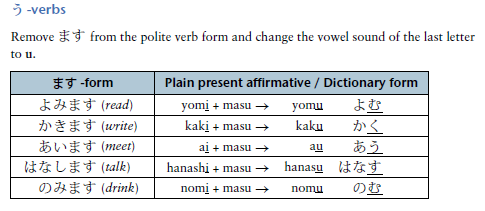 う -verbs
Remove ます from the polite verb form and change the vowel sound of the last letter
to u.
ます -form Plain present affirmative / Dictionary form
よみます (read) yomi + masu → yomu よむ
かきます (write) kaki + masu → kaku かく
あいます (meet) ai + masu → au あう
はなします (talk) hanashi + masu → hanasu はなす
のみます (drink) nomi + masu → nomu のむ